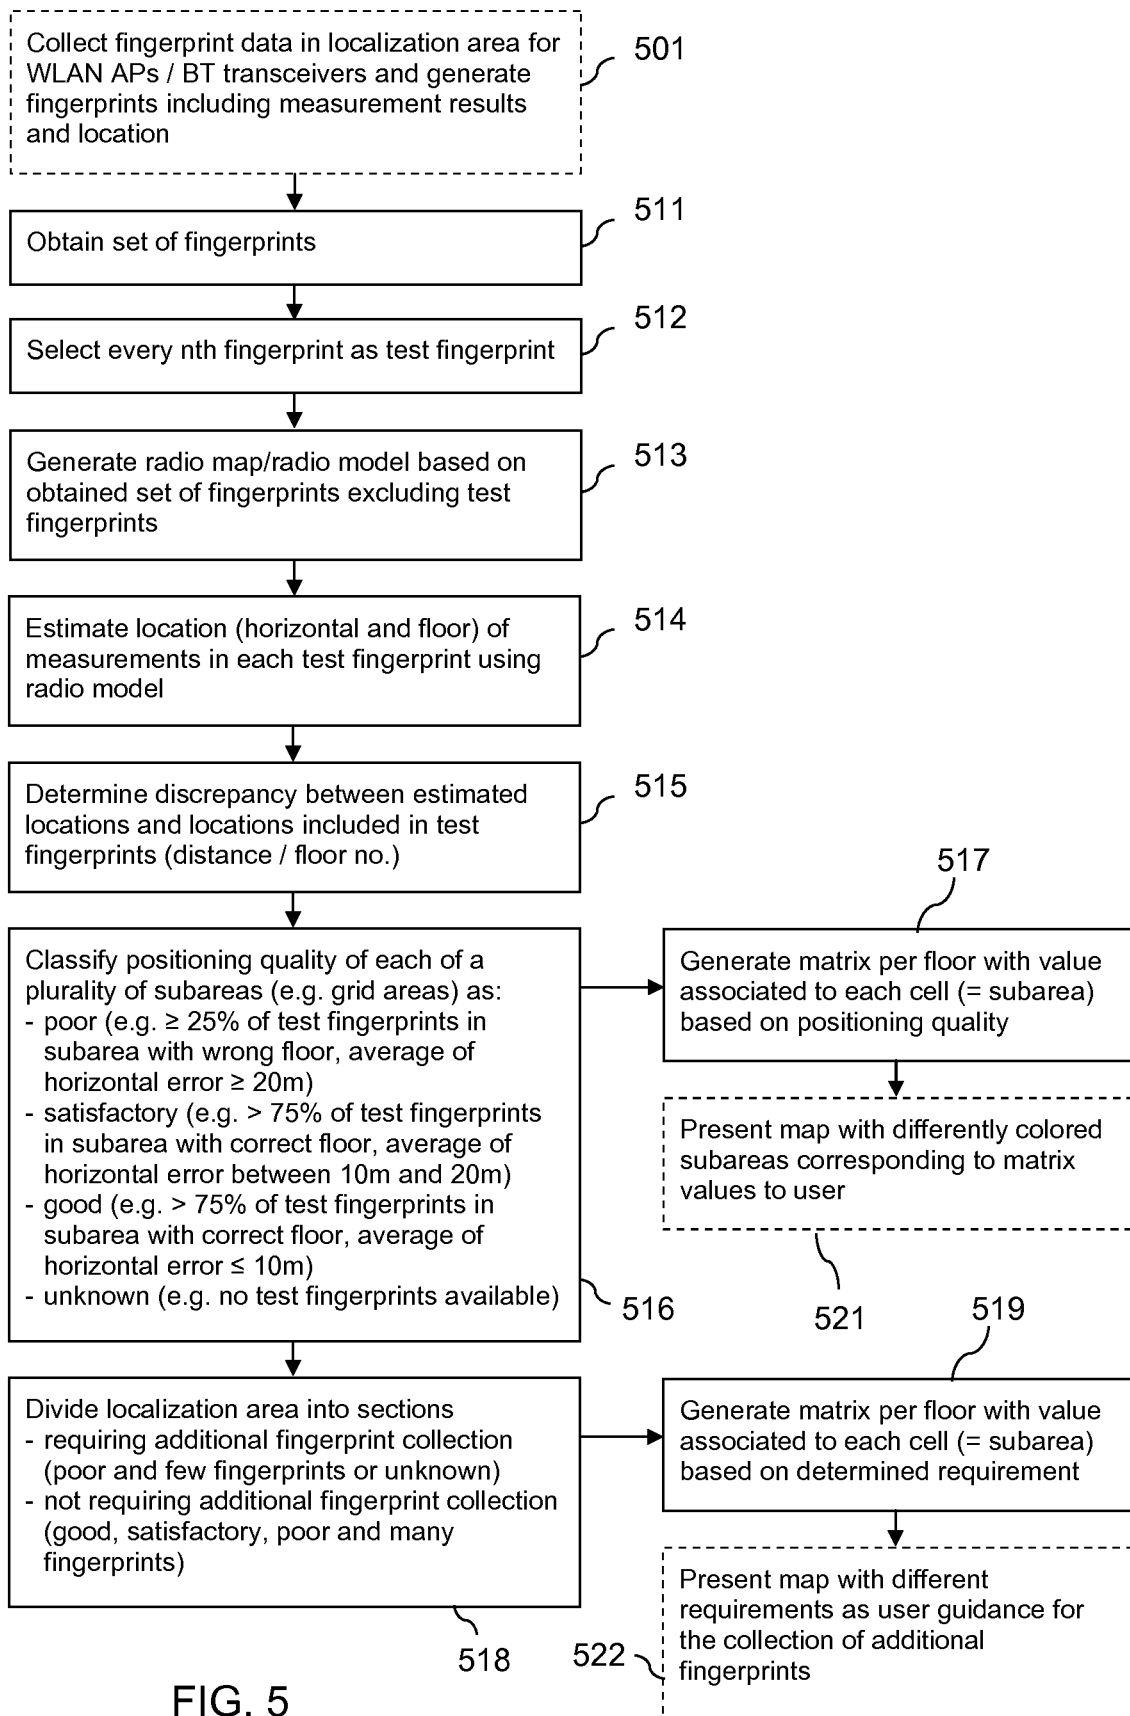 Collect fingerprint data in localization area for
WLAN APs / BT transceivers and generate
fingerprints including measurement results
and location
501
Obtain set of fingerprints
511
Select every nth fingerprint as test fingerprint
512
Generate radio map/radio model based on
obtained set of fingerprints excluding test
fingerprints
513
Estimate location (horizontal and floor) of
measurements in each test fingerprint using
radio model
514
Determine discrepancy between estimated
locations and locations included in test
fingerprints (distance / floor no.)
515
Classify positioning quality of each of a
plurality of subareas (e.g. grid areas) as:
- poor (e.g. ≥ 25% of test fingerprints in
subarea with wrong floor, average of
horizontal error ≥ 20m)
- satisfactory (e.g. > 75% of test fingerprints
in subarea with correct floor, average of
horizontal error between 10m and 20m)
- good (e.g. > 75% of test fingerprints in
subarea with correct floor, average of
horizontal error ≤ 10m)
- unknown (e.g. no test fingerprints available)
516
517
Generate matrix per floor with value
associated to each cell (= subarea)
based on positioning quality
Present map with differently colored
subareas corresponding to matrix
values to user
521
Divide localization area into sections
- requiring additional fingerprint collection
(poor and few fingerprints or unknown)
- not requiring additional fingerprint collection
(good, satisfactory, poor and many
fingerprints)
518
519
Generate matrix per floor with value
associated to each cell (= subarea)
based on determined requirement
Present map with different
requirements as user guidance for
the collection of additional
fingerprints
522
FIG. 5